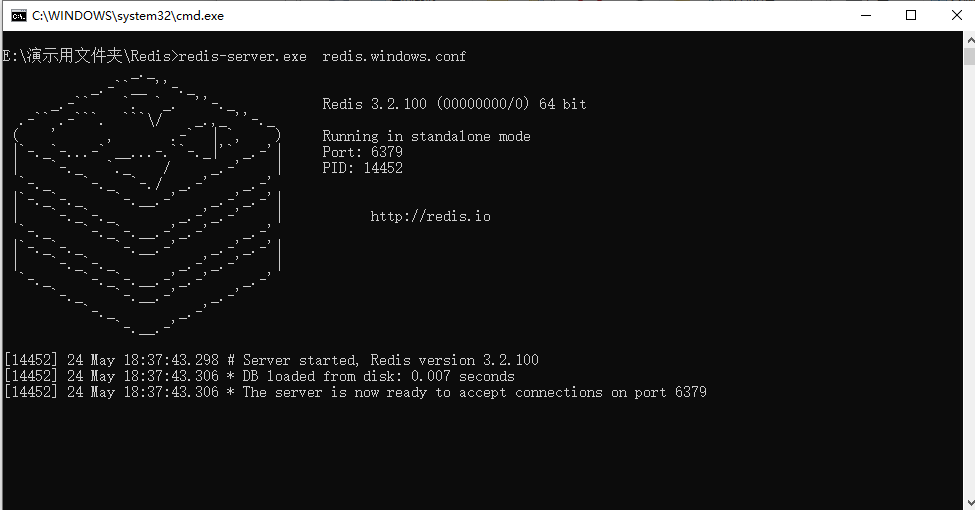 C:\WINDOWS\system32\cmd.exe
E:\演示用文件夹\Redis>redis-server.exe  redis.windows.conf
Redis 3.2.100 (00000000/0) 64 bit
Running in standalone mode
Port: 6379
PID: 14452
http://redis.io
[14452] 24 May 18:37:43.298 # Server started, Redis version 3.2.100
[14452] 24 May 18:37:43.306 * DB loaded from disk: 0.007 seconds
[14452] 24 May 18:37:43.306 * The server is now ready to accept connections on port 6379